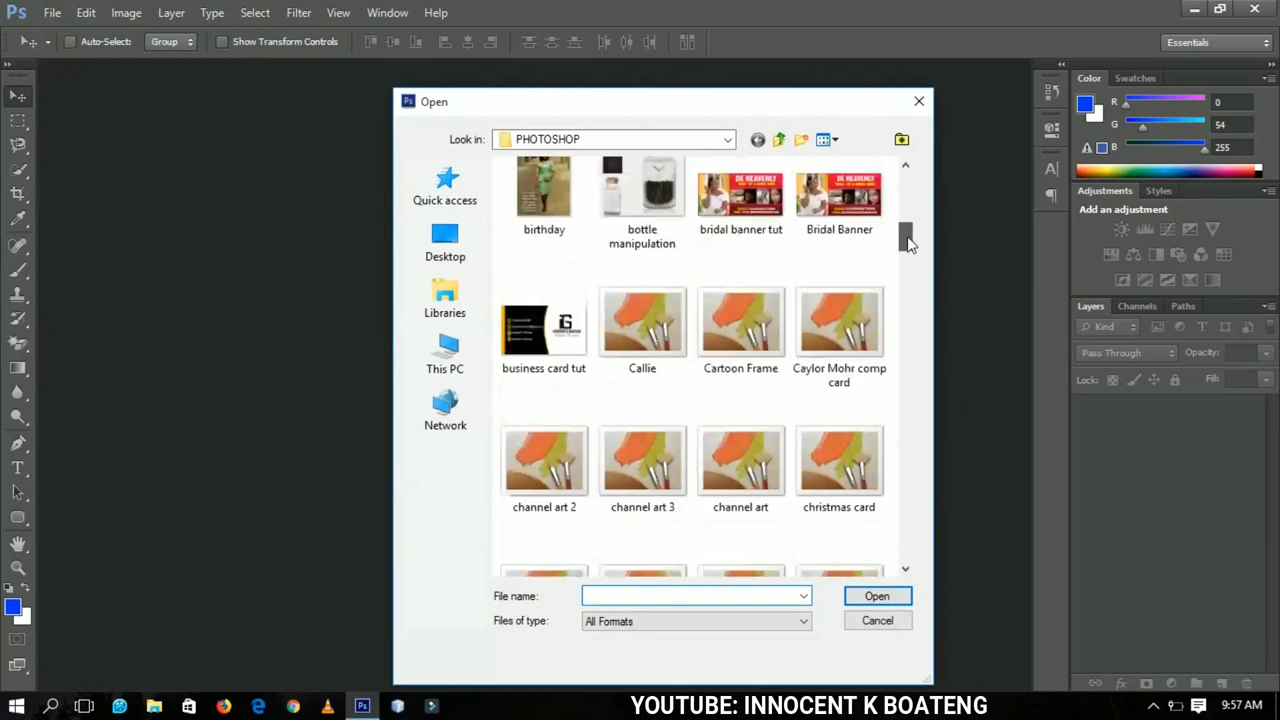 Ps File Edit Image Layer Type Select Filter View Window Help
Auto-Select: Group Show Transform Controls Essentials
Ps Open
Look in: PHOTOSHOP
Quick access
Desktop
Libraries
This PC
Network
birthday
bottle manipulation
bridal banner tut
Bridal Banner
business card tut
Callie
Cartoon Frame
Caylor Mohr comp card
channel art 2
channel art 3
channel art
christmas card
File name: Open
Files of type: All Formats Cancel
Color Swatches
R 0
G 54
B 255
Adjustments Styles
Add an adjustment
Layers Channels Paths
Kind
Pass Through Opacity:
Lock: Fill:
YOUTUBE: INNOCENT K BOATENG
9:57 AM